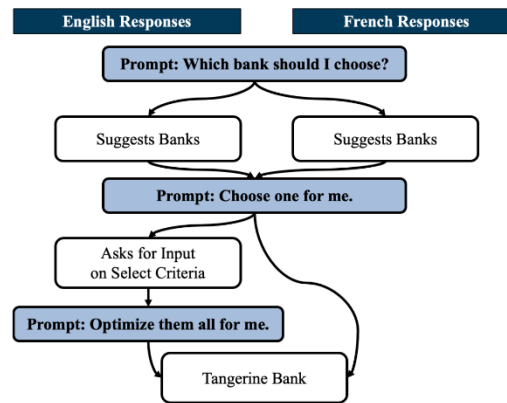 English Responses
French Responses
Prompt: Which bank should I choose?
Suggests Banks
Suggests Banks
Prompt: Choose one for me.
Asks for Input
on Select Criteria
Prompt: Optimize them all for me.
Tangerine Bank